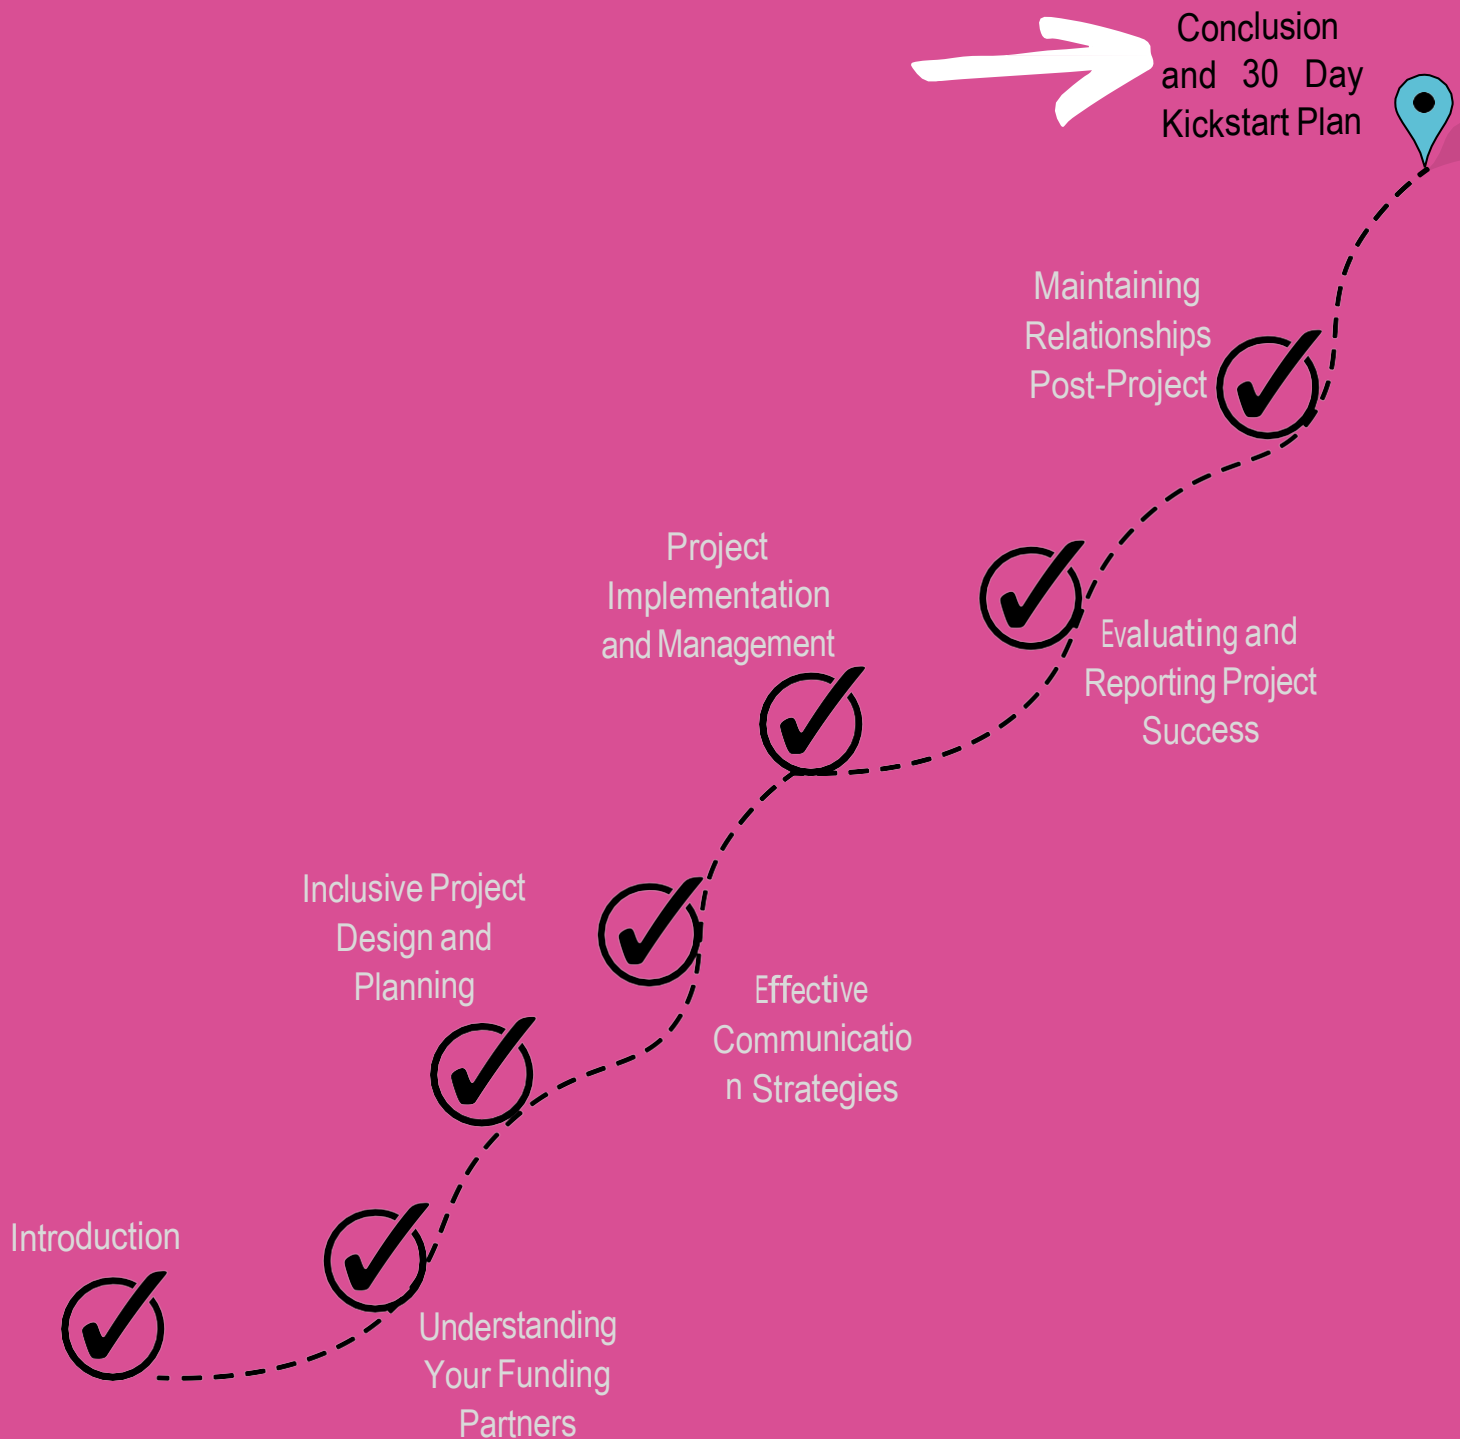 Conclusion
and 30 Day
Kickstart Plan
Maintaining
Relationships
Post-Project
Project
Implementation
and Management
Evaluating and
Reporting Project
Success
Inclusive Project
Design and
Planning
Effective
Communicatio
n Strategies
Introduction
Understanding
Your Funding
Partners